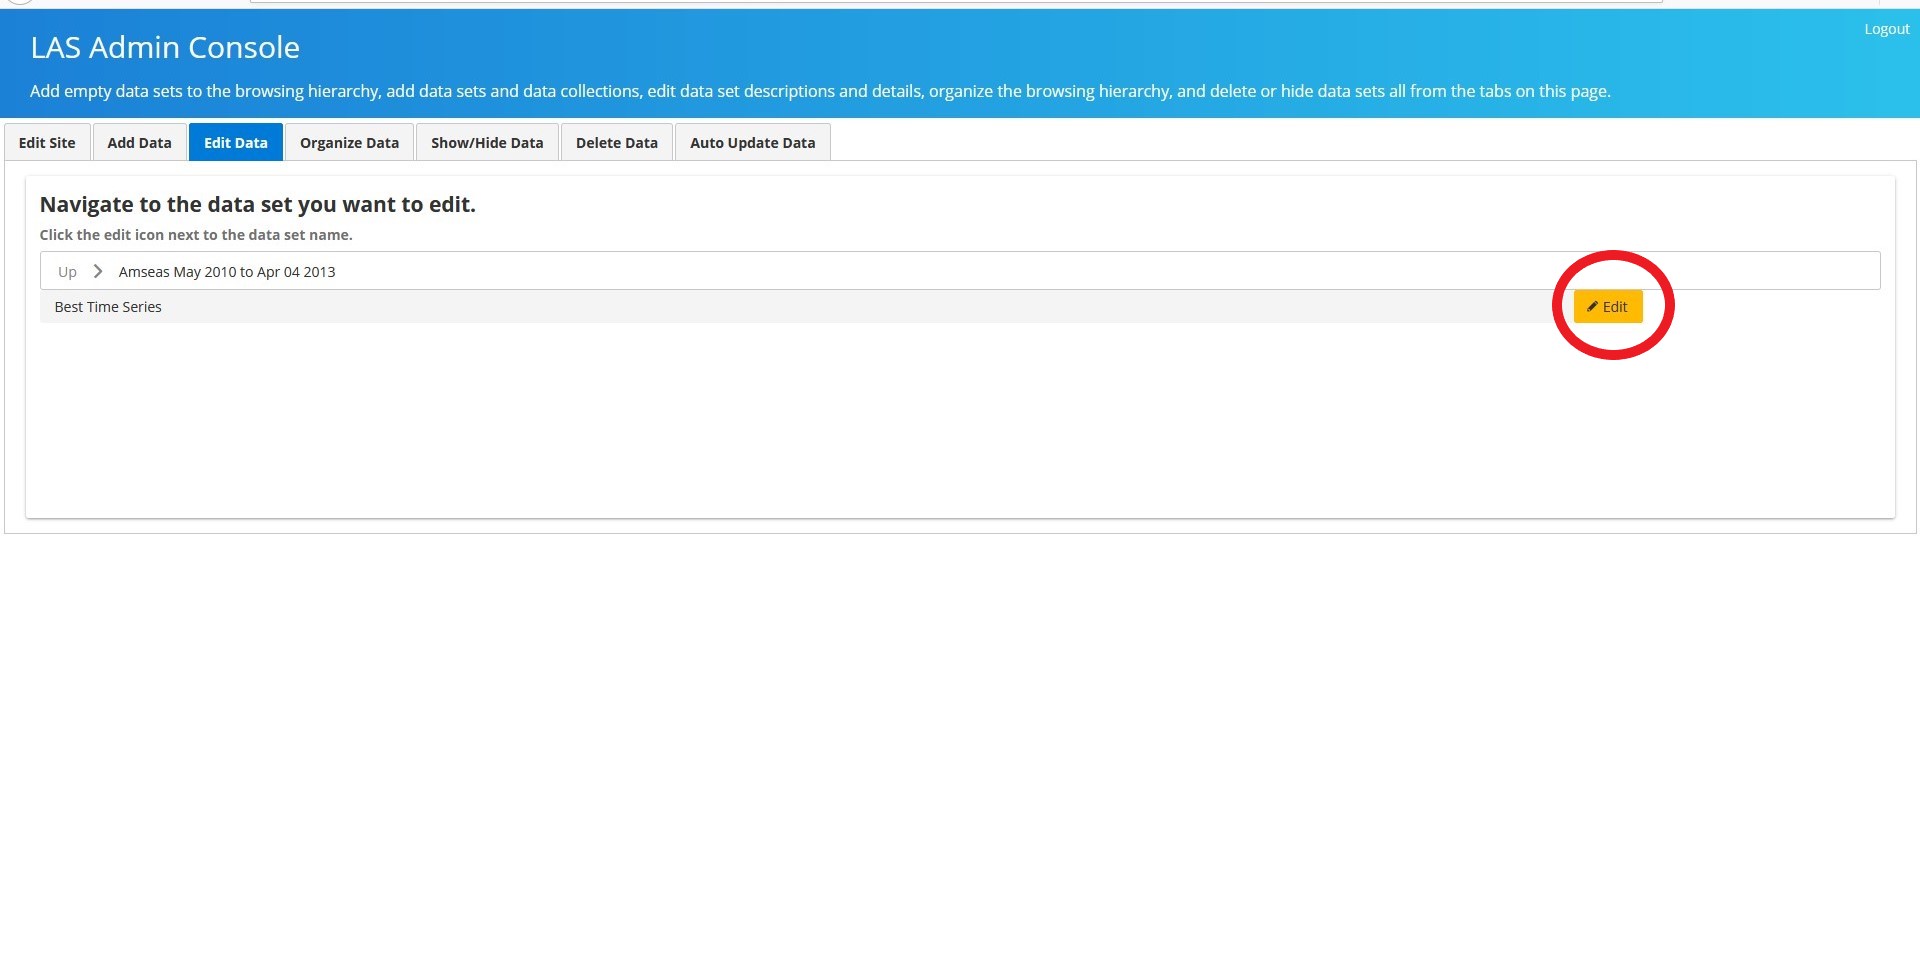 Logout
LAS Admin Console
Add empty data sets to the browsing hierarchy, add data sets and data collections, edit data set descriptions and details, organize the browsing hierarchy, and delete or hide data sets all from the tabs on this page.
Edit Site Add Data Edit Data Organize Data Show/Hide Data Delete Data Auto Update Data
Navigate to the data set you want to edit.
Click the edit icon next to the data set name.
Up Amseas May 2010 to Apr 04 2013
Best Time Series Edit